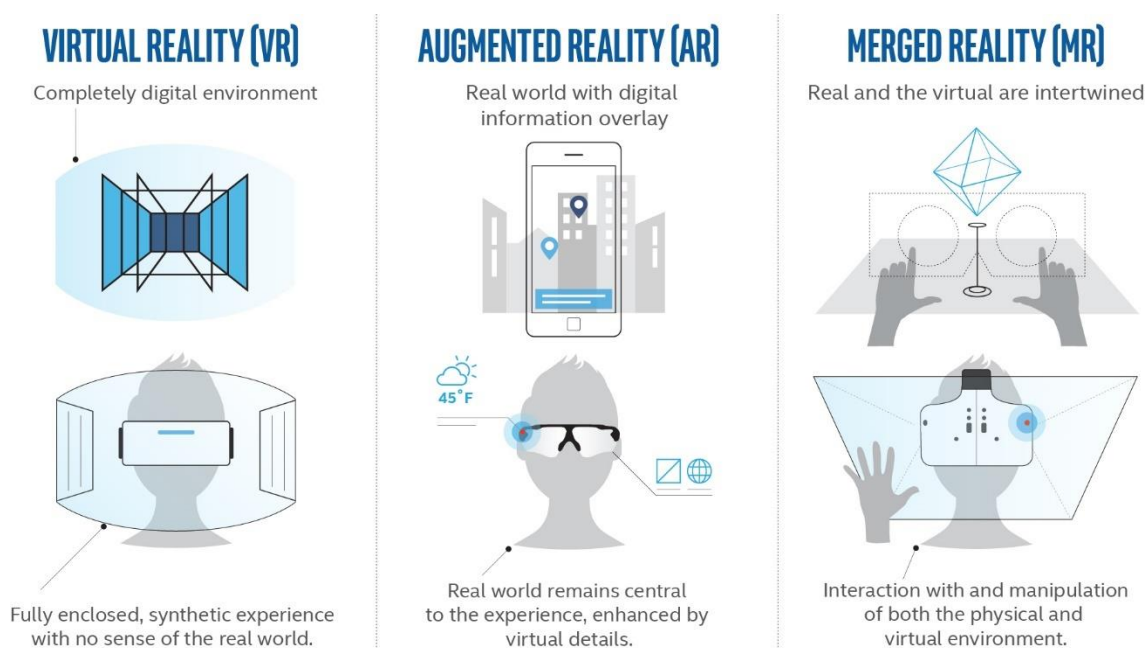 VIRTUAL REALITY (VR)
Completely digital environment
Fully enclosed, synthetic experience
with no sense of the real world.
AUGMENTED REALITY (AR)
Real world with digital
information overlay
45°F
Real world remains central
to the experience, enhanced by
virtual details.
MERGED REALITY (MR)
Real and the virtual are intertwined
Interaction with and manipulation
of both the physical and
virtual environment.